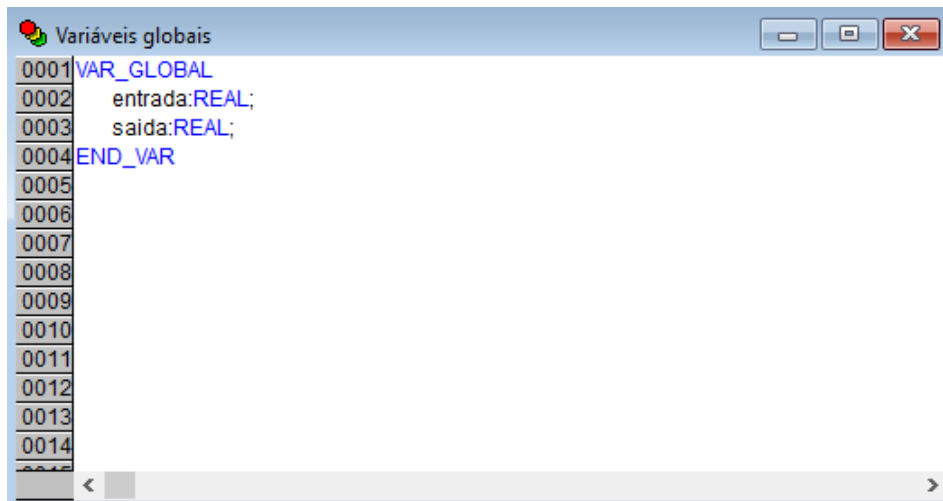 Variáveis globais
0001 VAR_GLOBAL
0002 entrada:REAL;
0003 saida:REAL;
0004 END_VAR
0005
0006
0007
0008
0009
0010
0011
0012
0013
0014